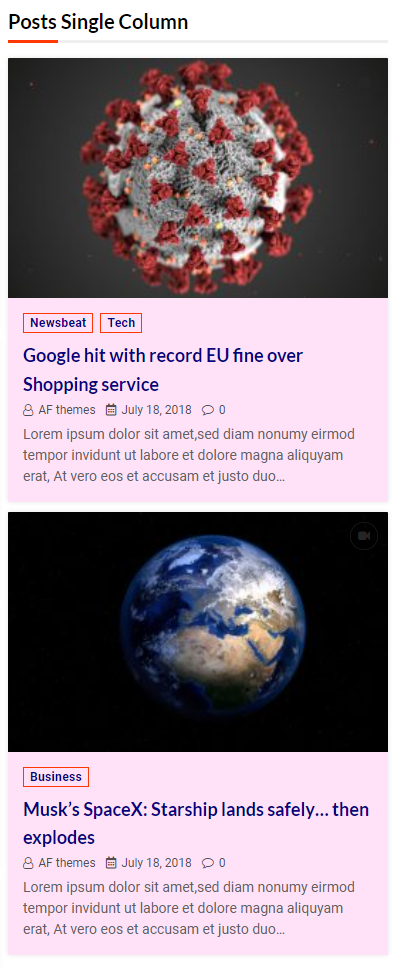 Posts Single Column
Newsbeat Tech
Google hit with record EU fine over
Shopping service
AF themes July 18, 2018 0
Lorem ipsum dolor sit amet,sed diam nonumy eirmod
tempor invidunt ut labore et dolore magna aliquyam
erat, At vero eos et accusam et justo duo...
Business
Musk’s SpaceX: Starship lands safely… then
explodes
AF themes July 18, 2018 0
Lorem ipsum dolor sit amet,sed diam nonumy eirmod
tempor invidunt ut labore et dolore magna aliquyam
erat, At vero eos et accusam et justo duo...